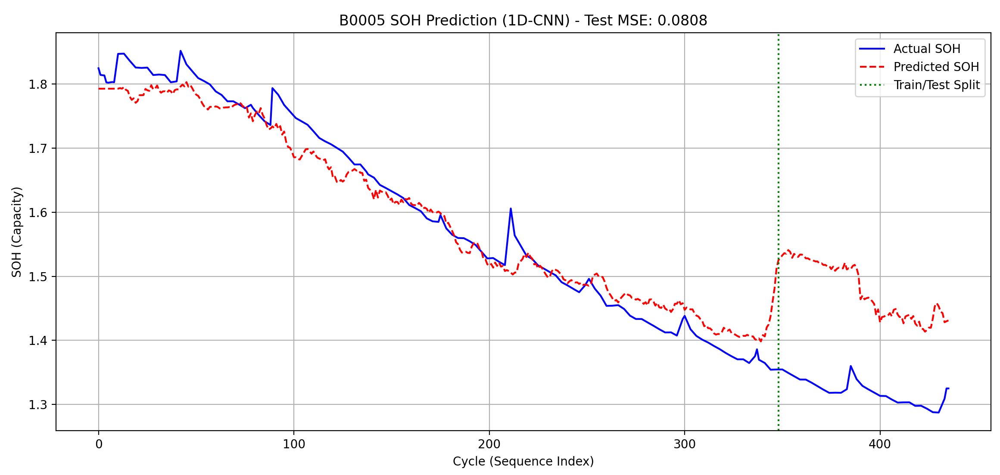 B0005 SOH Prediction (1D-CNN) - Test MSE: 0.0808
Actual SOH
Predicted SOH
Train/Test Split
SOH (Capacity)
1.8
1.7
1.6
1.5
1.4
1.3
0
100
200
300
400
Cycle (Sequence Index)